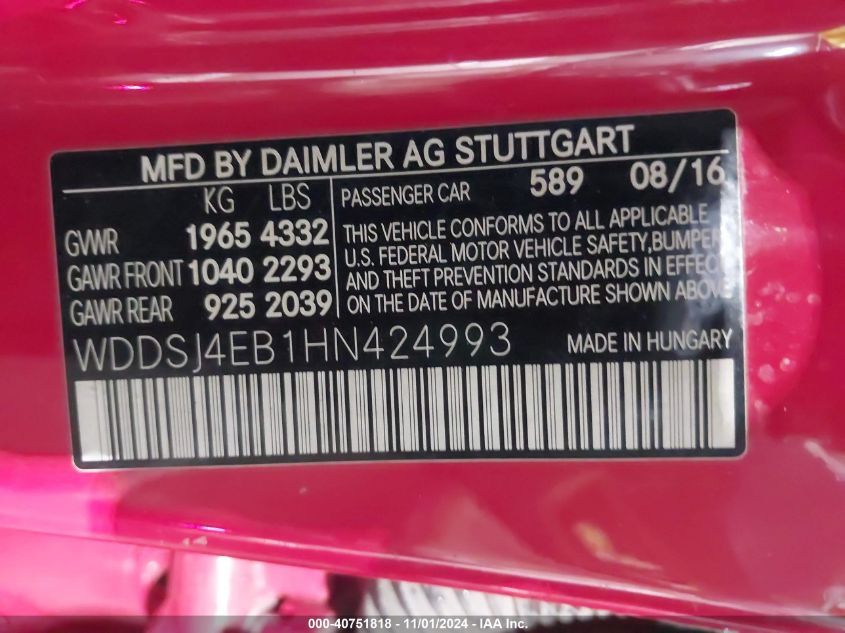 MFD BY DAIMLER AG STUTTGART
KG LBS
GVWR 1965 4332
GAWR FRONT 1040 2293
GAWR REAR 925 2039
PASSENGER CAR 589 08/16
THIS VEHICLE CONFORMS TO ALL APPLICABLE
U.S. FEDERAL MOTOR VEHICLE SAFETY, BUMPER
AND THEFT PREVENTION STANDARDS IN EFFECT
ON THE DATE OF MANUFACTURE SHOWN ABOVE
WDDSJ4EB1HN424993 MADE IN HUNGARY
000-40751818 - 11/01/2024 - IAA Inc.